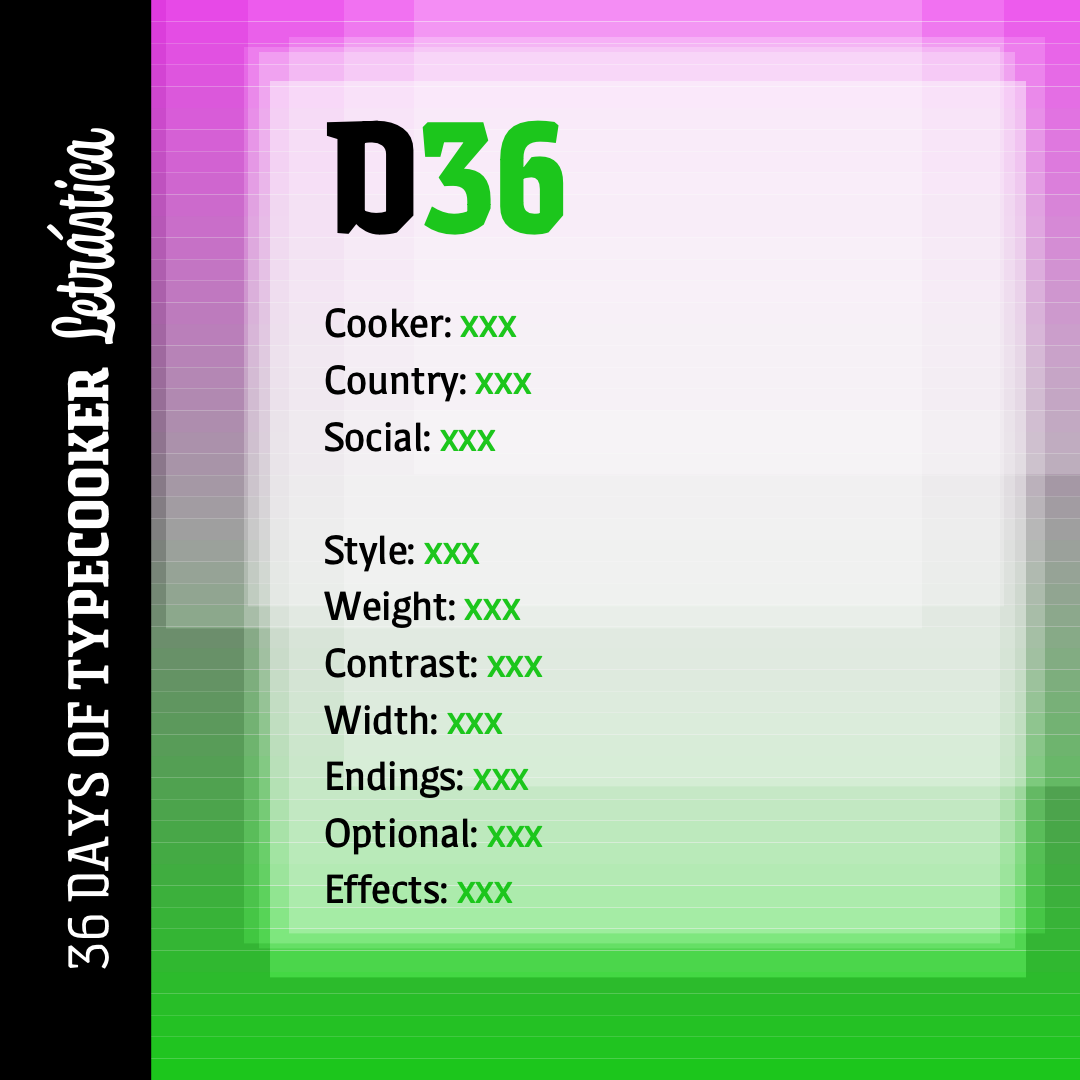 36 DAYS OF TYPECOOKER Letrástica
D36
Cooker: xxx
Country: xxx
Social: xxx
Style: xxx
Weight: xxx
Contrast: xxx
Width: xxx
Endings: xxx
Optional: xxx
Effects: xxx